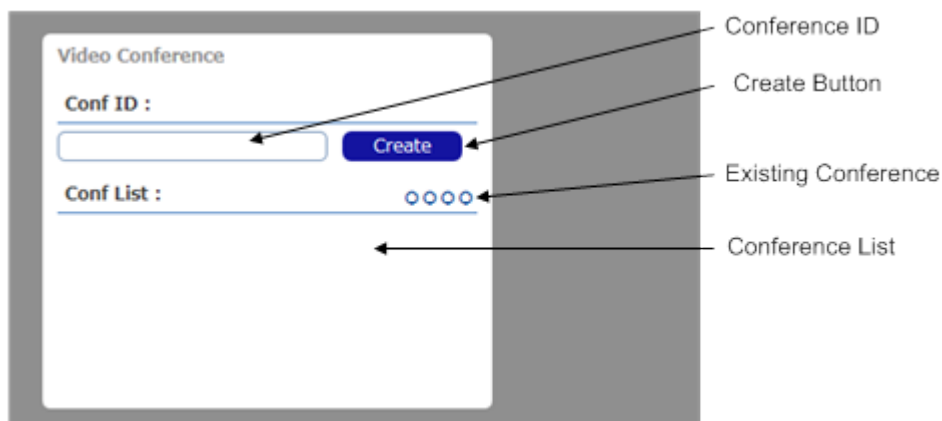 Conference ID
Video Conference
Create Button
Conf ID :
Create
Existing Conference
Conf List :
Conference List